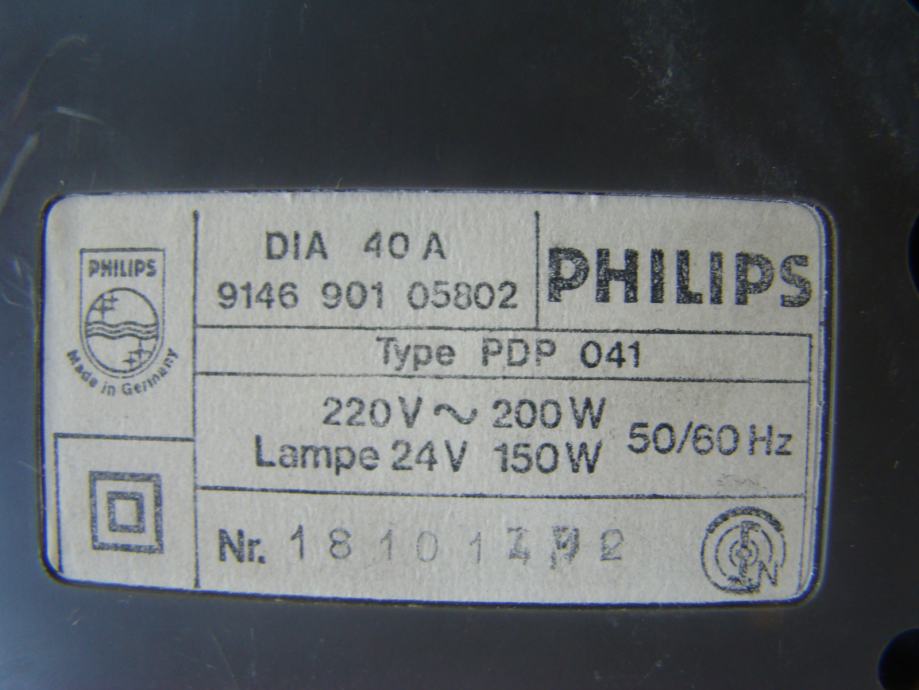 PHILIPS
Made in Germany
DIA 40 A
9146 901 05802
PHILIPS
Type PDP 041
220V~ 200W
Lampe 24V 150W
50/60 Hz
Nr.